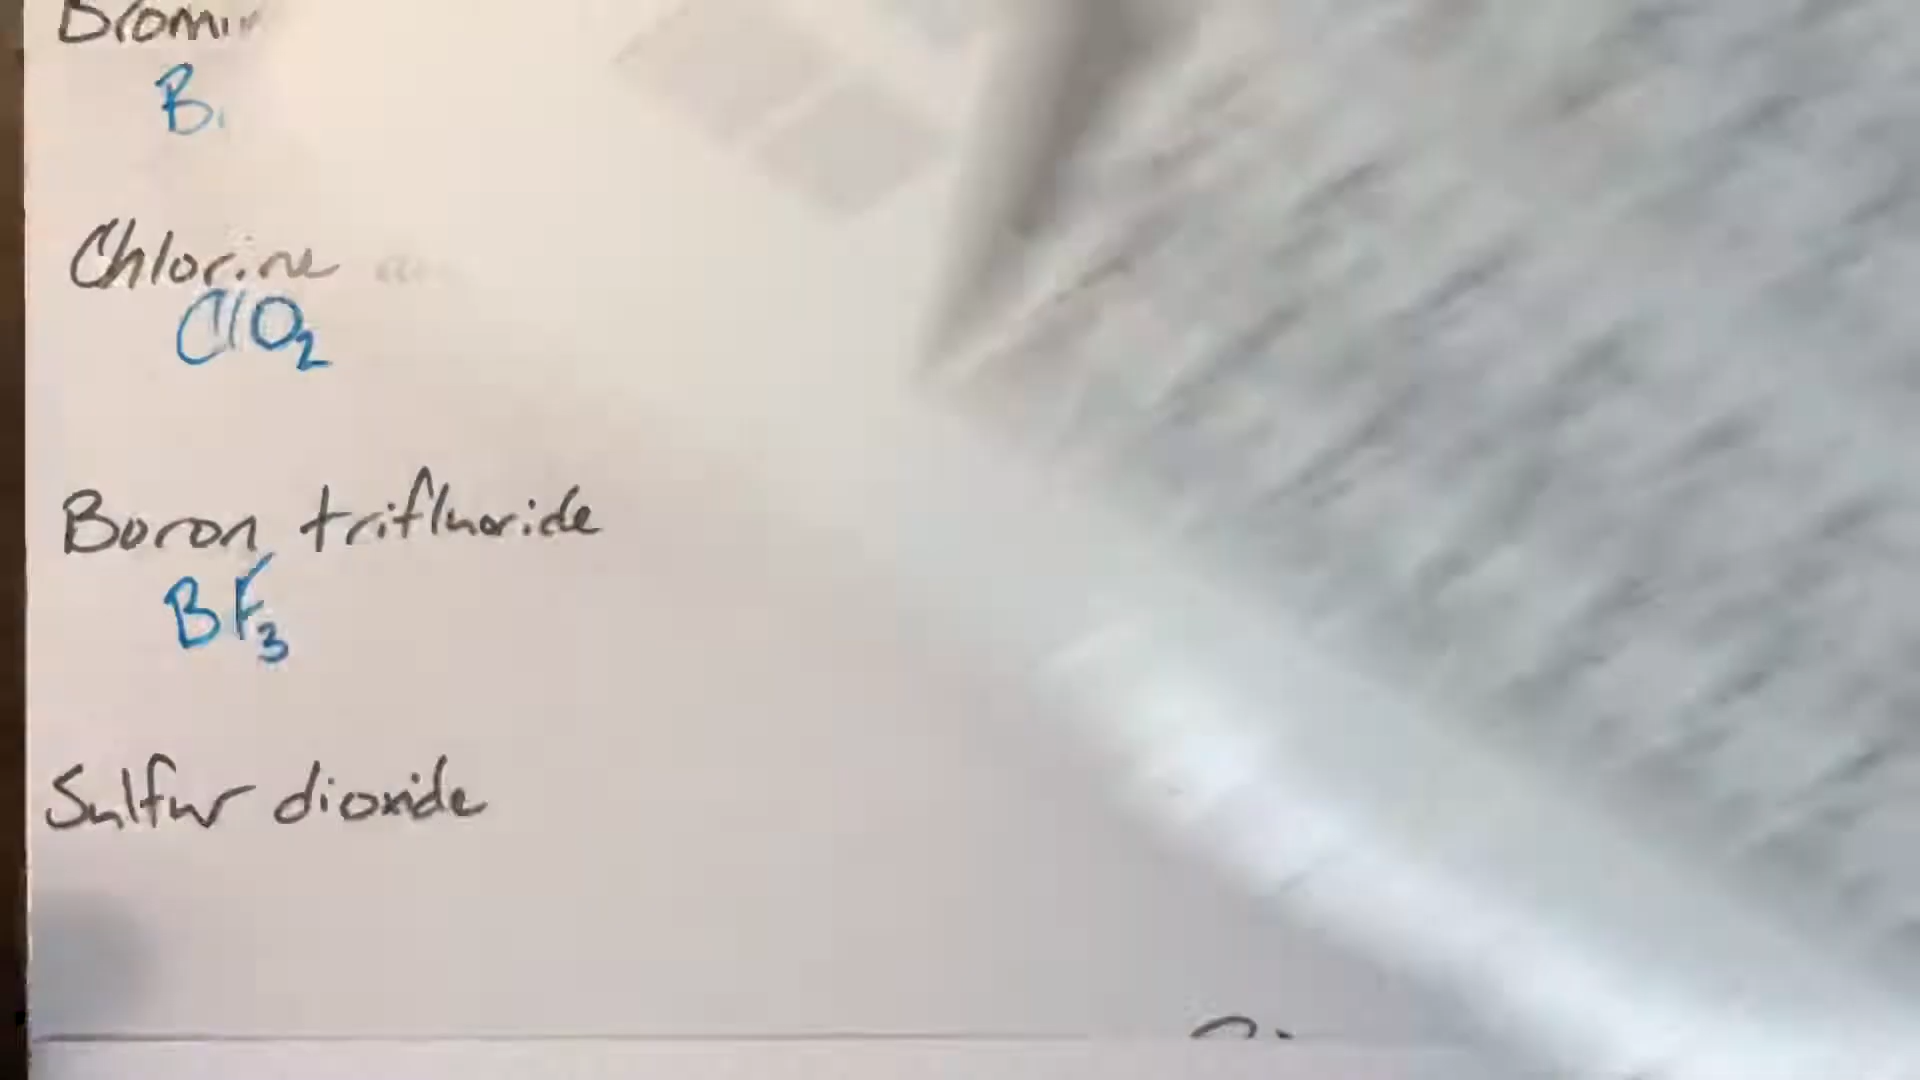 Chlorine
ClO2
Boron trifluoride
BF3
Sulfur dioxide